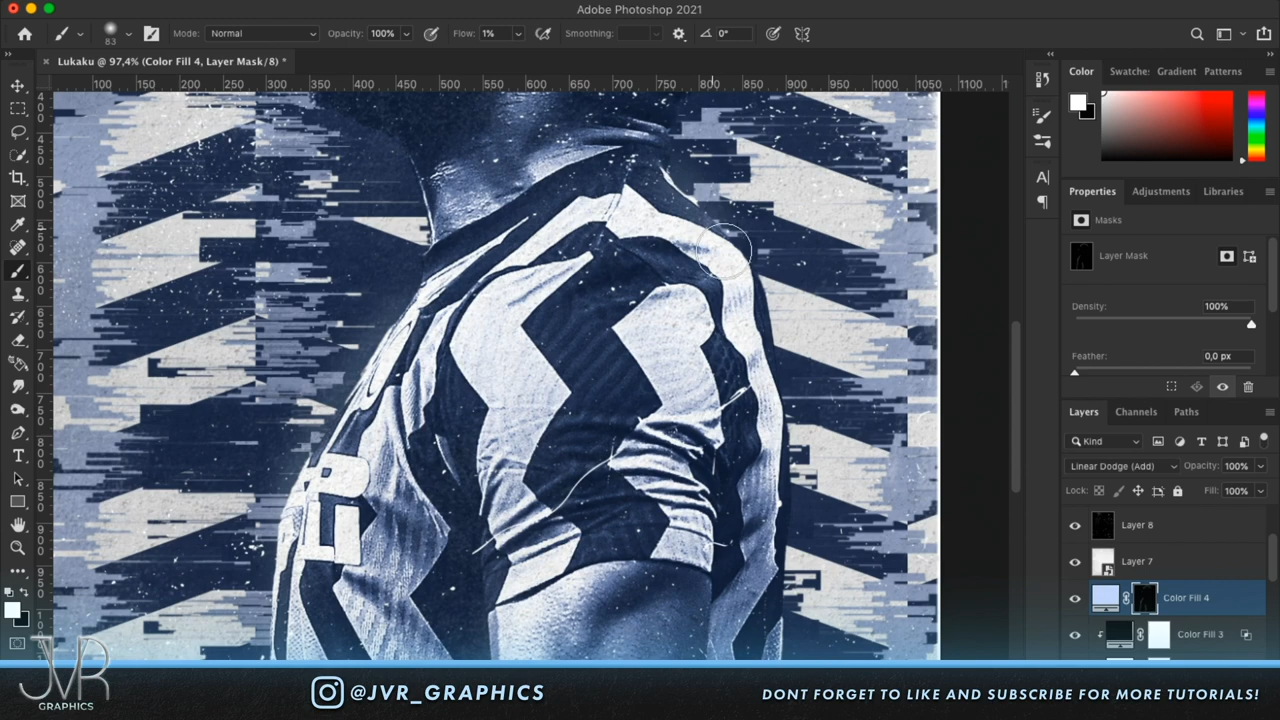 Adobe Photoshop 2021
83
Mode: Normal Opacity: 100% Flow: 1% Smoothing: 0°
Lukaku @ 97,4% (Color Fill 4, Layer Mask/8) *
100 150 200 250 300 350 400 450 500 550 600 650 700 750 800 850 900 950 1000 1050 1100
Color Swatche: Gradient Patterns
Properties Adjustments Libraries
Masks
Layer Mask
Density: 100%
Feather: 0,0 px
Layers Channels Paths
Kind
Linear Dodge (Add) Opacity: 100%
Lock: Fill: 100%
Layer 8
Layer 7
Color Fill 4
Color Fill 3
JVR
GRAPHICS
@JVR_GRAPHICS
DONT FORGET TO LIKE AND SUBSCRIBE FOR MORE TUTORIALS!